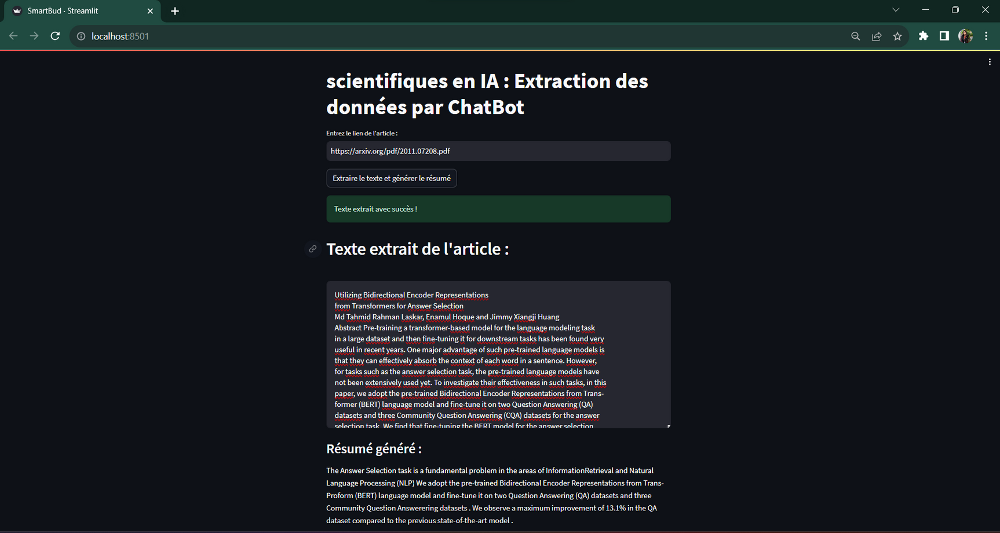 SmartBud · Streamlit
localhost:8501
scientifiques en IA : Extraction des
données par ChatBot
Entrez le lien de l'article :
https://arxiv.org/pdf/2011.07208.pdf
Extraire le texte et générer le résumé
Texte extrait avec succès !
Texte extrait de l'article :
Utilizing Bidirectional Encoder Representations
from Transformers for Answer Selection
Md Tahmid Rahman Laskar, Enamul Hoque and Jimmy Xiangji Huang
Abstract Pre-training a transformer-based model for the language modeling task
in a large dataset and then fine-tuning it for downstream tasks has been found very
useful in recent years. One major advantage of such pre-trained language models is
that they can effectively absorb the context of each word in a sentence. However,
for tasks such as the answer selection task, the pre-trained language models have
not been extensively used yet. To investigate their effectiveness in such tasks, in this
paper, we adopt the pre-trained Bidirectional Encoder Representations from Trans-
former (BERT) language model and fine-tune it on two Question Answering (QA)
datasets and three Community Question Answering (CQA) datasets for the answer
selection task. We find that fine-tuning the BERT model for the answer selection
Résumé généré :
The Answer Selection task is a fundamental problem in the areas of InformationRetrieval and Natural
Language Processing (NLP) We adopt the pre-trained Bidirectional Encoder Representations from Trans-
Proform (BERT) language model and fine-tune it on two Question Answering (QA) datasets and three
Community Question Answerering datasets . We observe a maximum improvement of 13.1% in the QA
dataset compared to the previous state-of-the-art model .